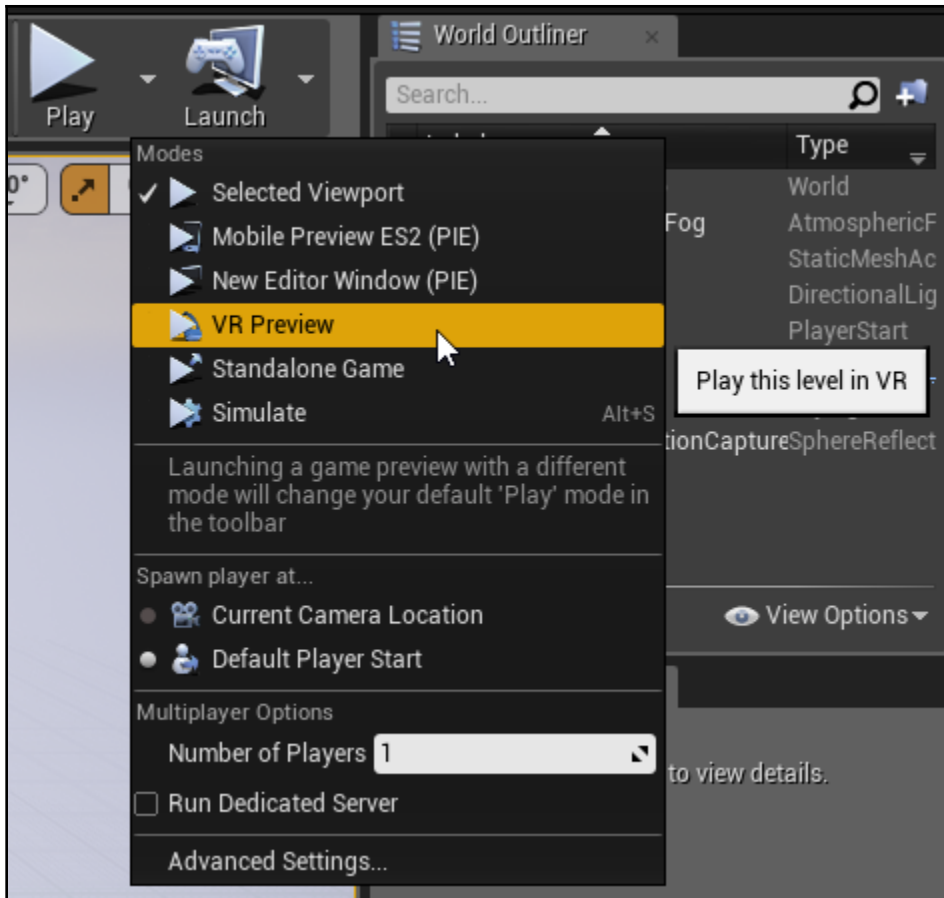 World Outliner
Play
Launch
Search...
Type
Modes
Selected Viewport
World
Mobile Preview ES2 (PIE)
Fog
AtmosphericF
New Editor Window (PIE)
StaticMeshAc
DirectionalLig
VR Preview
PlayerStart
Standalone Game
Play this level in VR
Simulate
Alt+S
ionCapture
SphereReflect
Launching a game preview with a different
mode will change your default 'Play' mode in
the toolbar
Spawn player at...
Current Camera Location
View Options
Default Player Start
Multiplayer Options
Number of Players 1
to view details.
Run Dedicated Server
Advanced Settings...